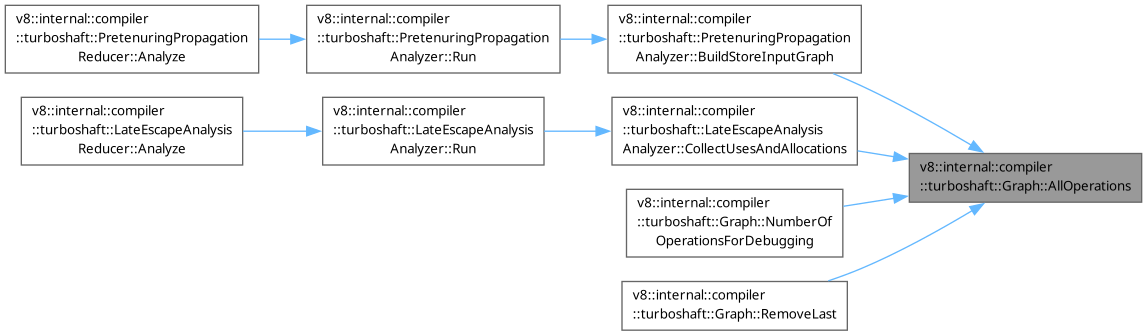 v8::internal::compiler
::turboshaft::PretenuringPropagation
Reducer::Analyze
v8::internal::compiler
::turboshaft::PretenuringPropagation
Analyzer::Run
v8::internal::compiler
::turboshaft::PretenuringPropagation
Analyzer::BuildStoreInputGraph
v8::internal::compiler
::turboshaft::LateEscapeAnalysis
Reducer::Analyze
v8::internal::compiler
::turboshaft::LateEscapeAnalysis
Analyzer::Run
v8::internal::compiler
::turboshaft::LateEscapeAnalysis
Analyzer::CollectUsesAndAllocations
v8::internal::compiler
::turboshaft::Graph::AllOperations
v8::internal::compiler
::turboshaft::Graph::NumberOf
OperationsForDebugging
v8::internal::compiler
::turboshaft::Graph::RemoveLast